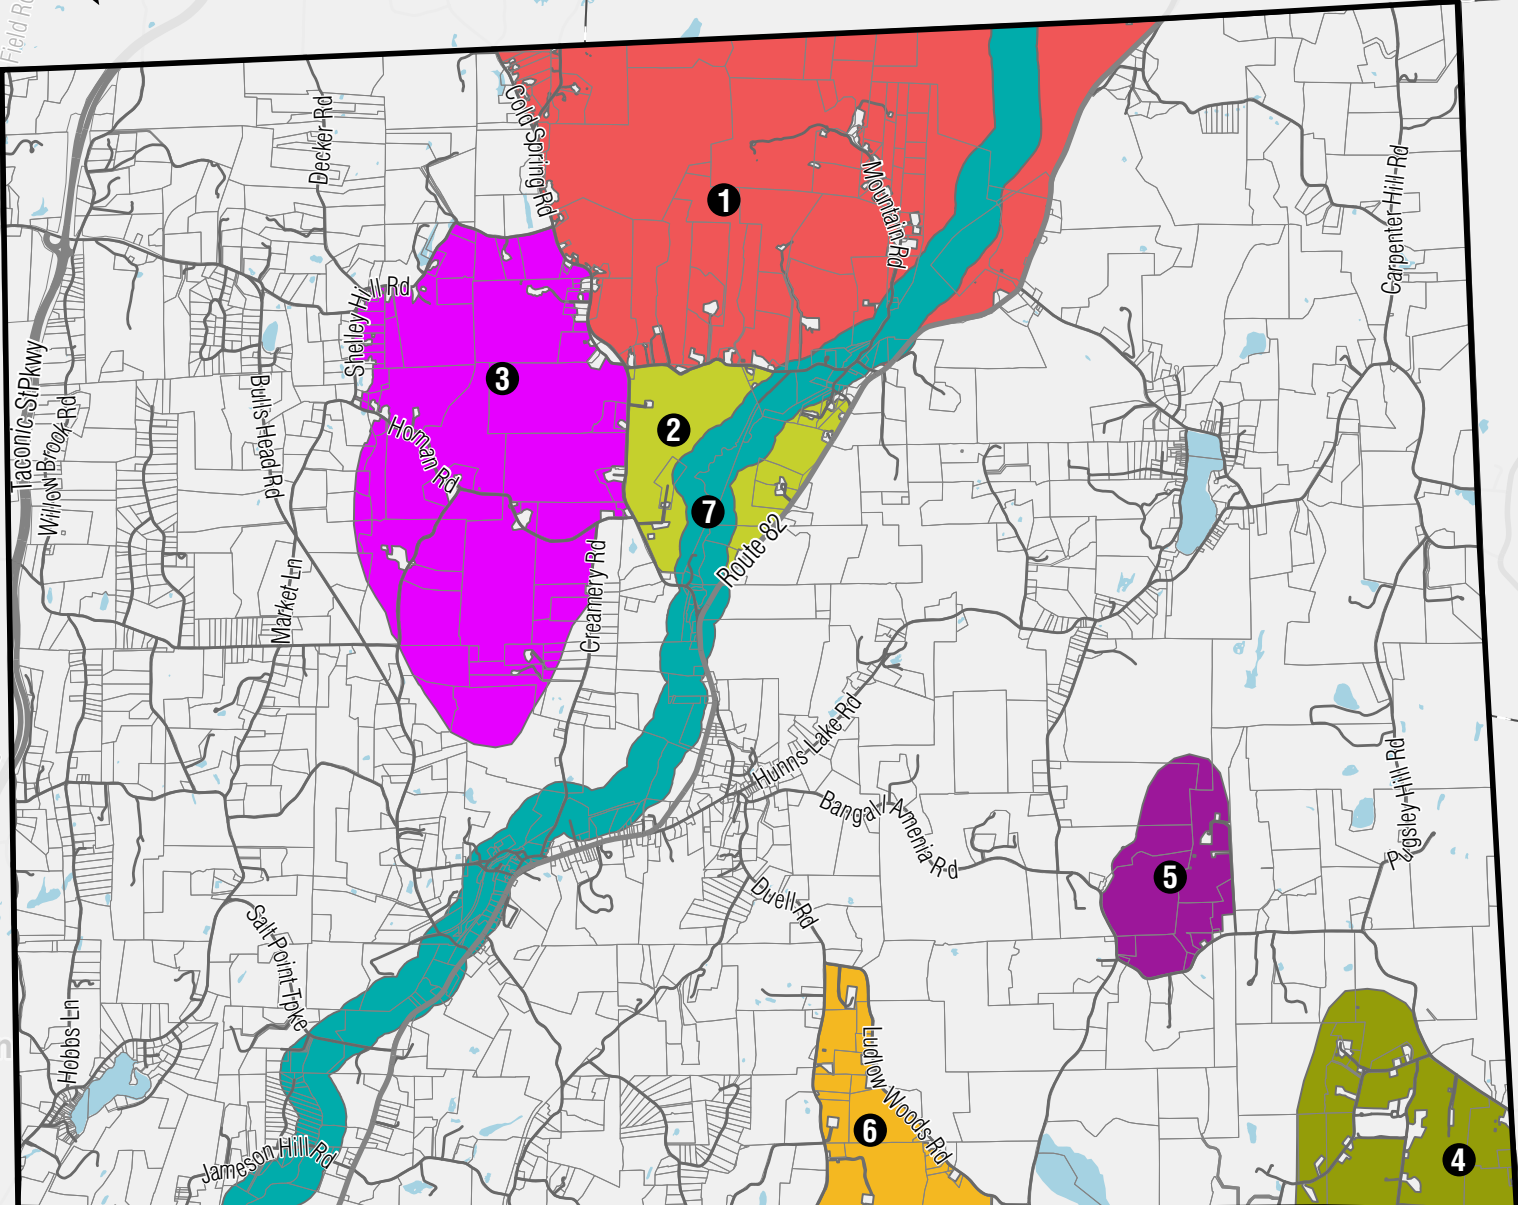 Field Rd
Cold Spring Rd
Decker Rd
1
Mountain Rd
Carpenter Hill Rd
Shelley Hill Rd
3
Taconic StPkwy
Willow Brook Rd
Bulls Head Rd
Homan Rd
2
7
Route 82
Creamery Rd
Market Ln
Hunns Lake Rd
Bangall Amenia Rd
Pugsley Hill Rd
5
Duell Rd
Salt Point Tpke
Hobbs Ln
Ludlow Woods Rd
6
4
Jameson Hill Rd